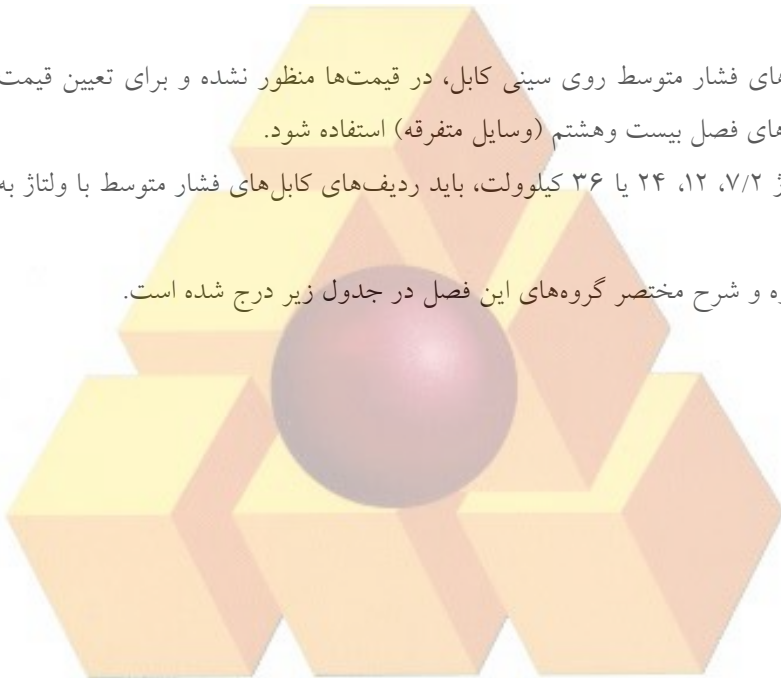 های فشار متوسط روی سینی کابل، در قیمت‌ها منظور نشده و برای تعیین قیمت
های فصل بیست وهشتم (وسایل متفرقه) استفاده شود.
۷/۲، ۱۲، ۲۴ یا ۳۶ کیلوولت، باید ردیف‌های کابل‌های فشار متوسط با ولتاژ به
و شرح مختصر گروه‌های این فصل در جدول زیر درج شده است.